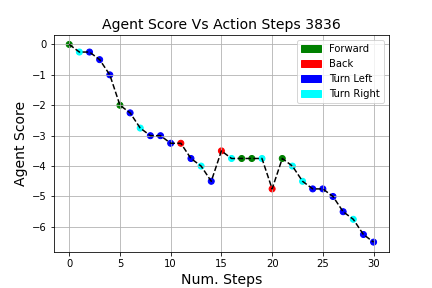 Agent Score Vs Action Steps 3836
Forward
Back
Turn Left
Turn Right
Agent Score
0
−1
−2
−3
−4
−5
−6
0 5 10 15 20 25 30
Num. Steps